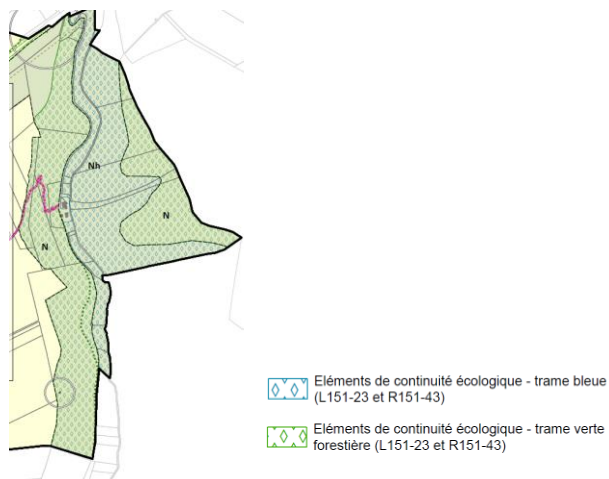 Nh
N
N
Eléments de continuité écologique - trame bleue
(L151-23 et R151-43)
Eléments de continuité écologique - trame verte
forestière (L151-23 et R151-43)